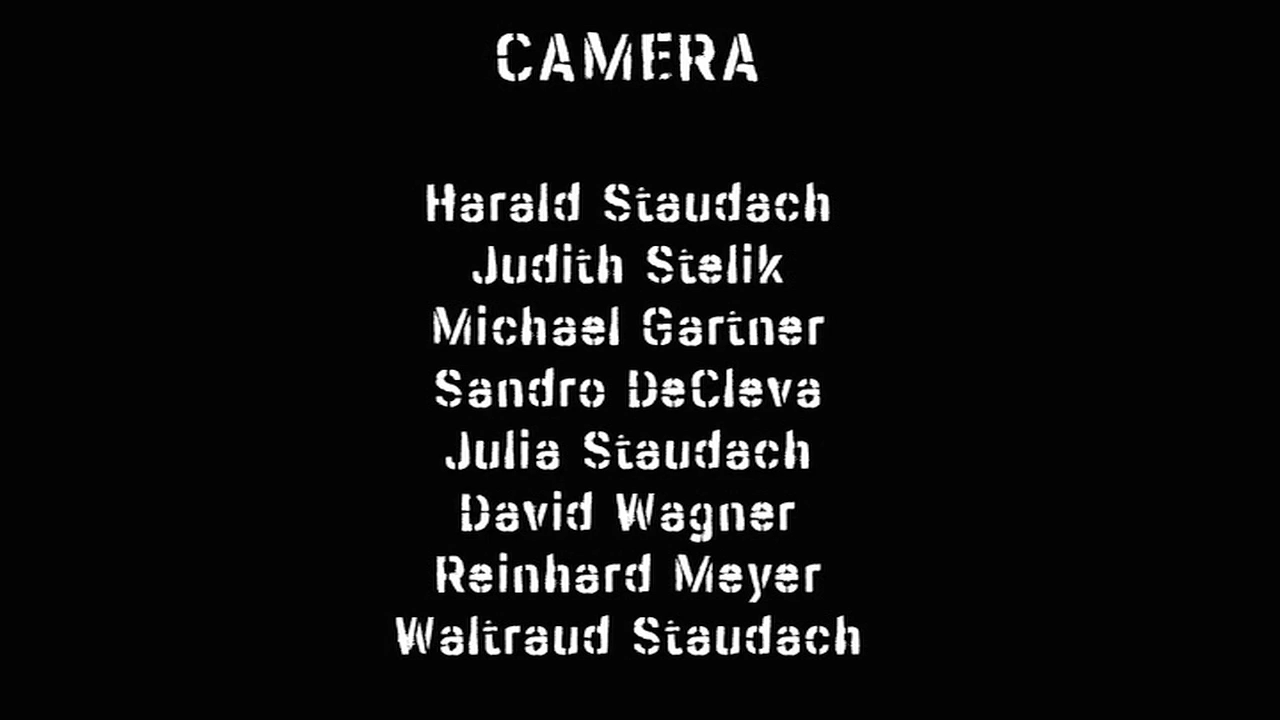 CAMERA
Harald Staudach
Judith Stelik
Michael Gartner
Sandro DeCleva
Julia Staudach
David Wagner
Reinhard Meyer
Waltraud Staudach